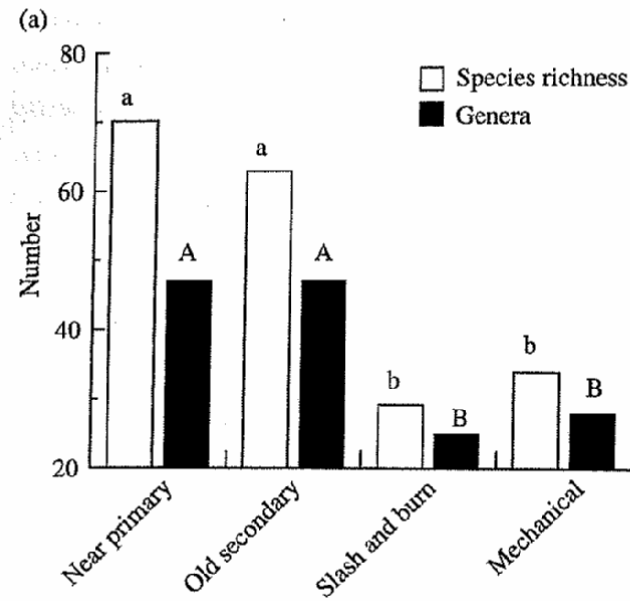 (a)
80
60
40
20
Number
Species richness
Genera
a
A
a
A
b
B
b
B
Near primary
Old secondary
Slash and burn
Mechanical